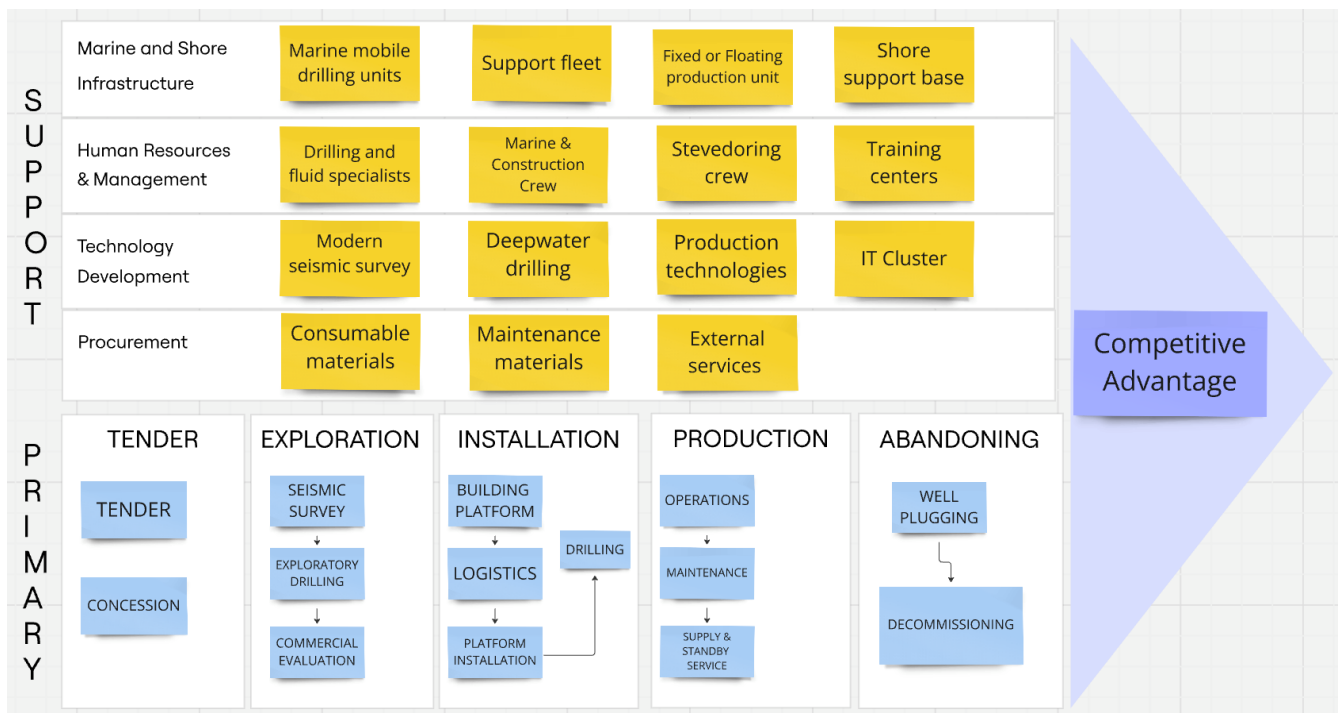 SUPPORT
Marine and Shore
Infrastructure
Marine mobile
drilling units
Support fleet
Fixed or Floating
production unit
Shore
support base
Human Resources
& Management
Drilling and
fluid specialists
Marine &
Construction
Crew
Stevedoring
crew
Training
centers
Technology
Development
Modern
seismic survey
Deepwater
drilling
Production
technologies
IT Cluster
Procurement
Consumable
materials
Maintenance
materials
External
services
Competitive
Advantage
PRIMARY
TENDER
TENDER
CONCESSION
EXPLORATION
SEISMIC
SURVEY
EXPLORATORY
DRILLING
COMMERCIAL
EVALUATION
INSTALLATION
BUILDING
PLATFORM
LOGISTICS
PLATFORM
INSTALLATION
DRILLING
PRODUCTION
OPERATIONS
MAINTENANCE
SUPPLY &
STANDBY
SERVICE
ABANDONING
WELL
PLUGGING
DECOMMISSIONING